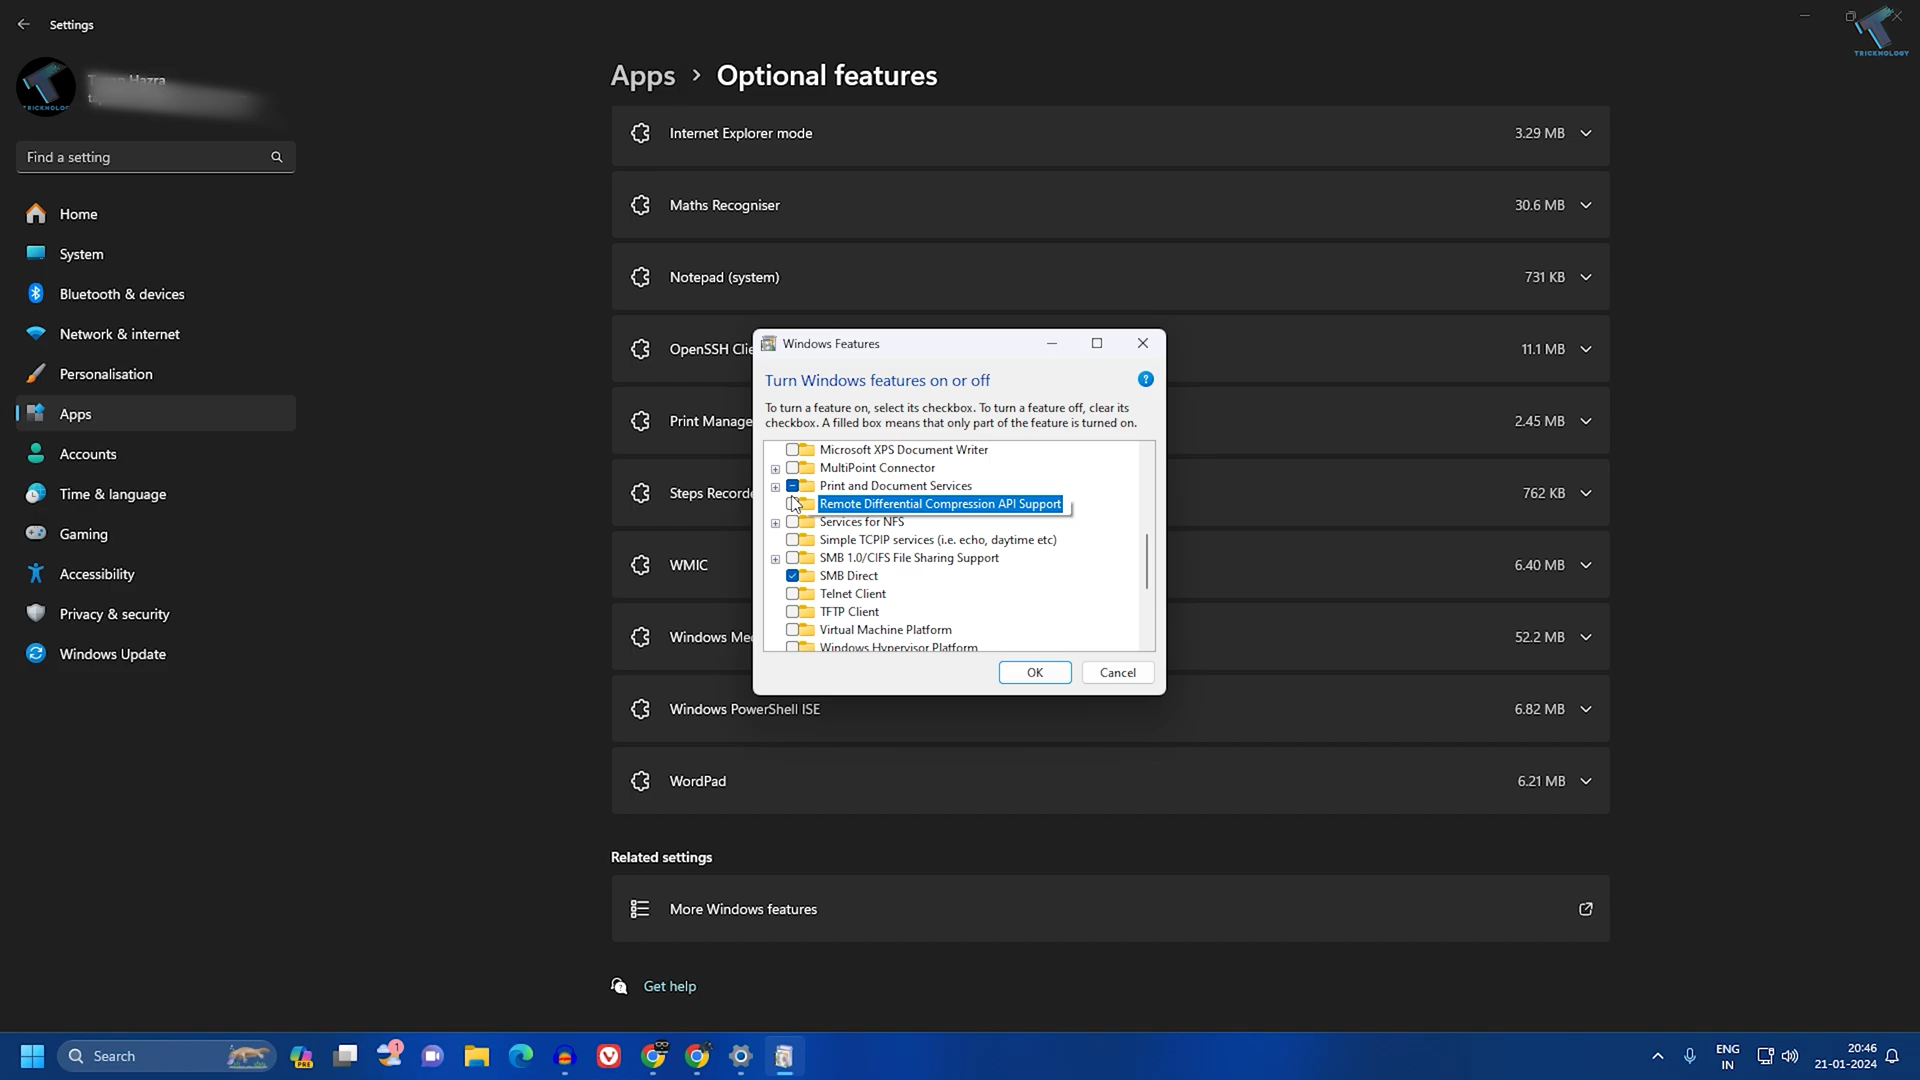 Settings
TRICKNOLOGY
Hazra
TRICKNOLOGY
Find a setting
Home
System
Bluetooth & devices
Network & internet
Personalisation
Apps
Accounts
Time & language
Gaming
Accessibility
Privacy & security
Windows Update
Apps > Optional features
Internet Explorer mode 3.29 MB
Maths Recogniser 30.6 MB
Notepad (system) 731 KB
OpenSSH Clie 11.1 MB
Print Manage 2.45 MB
Steps Recorde 762 KB
WMIC 6.40 MB
Windows Med 52.2 MB
Windows PowerShell ISE 6.82 MB
WordPad 6.21 MB
Related settings
More Windows features
Get help
Windows Features
Turn Windows features on or off
?
To turn a feature on, select its checkbox. To turn a feature off, clear its
checkbox. A filled box means that only part of the feature is turned on.
Microsoft XPS Document Writer
MultiPoint Connector
Print and Document Services
Remote Differential Compression API Support
Services for NFS
Simple TCPIP services (i.e. echo, daytime etc)
SMB 1.0/CIFS File Sharing Support
SMB Direct
Telnet Client
TFTP Client
Virtual Machine Platform
Windows Hypervisor Platform
OK
Cancel
Search
PRE
1
ENG
IN
20:46
21-01-2024